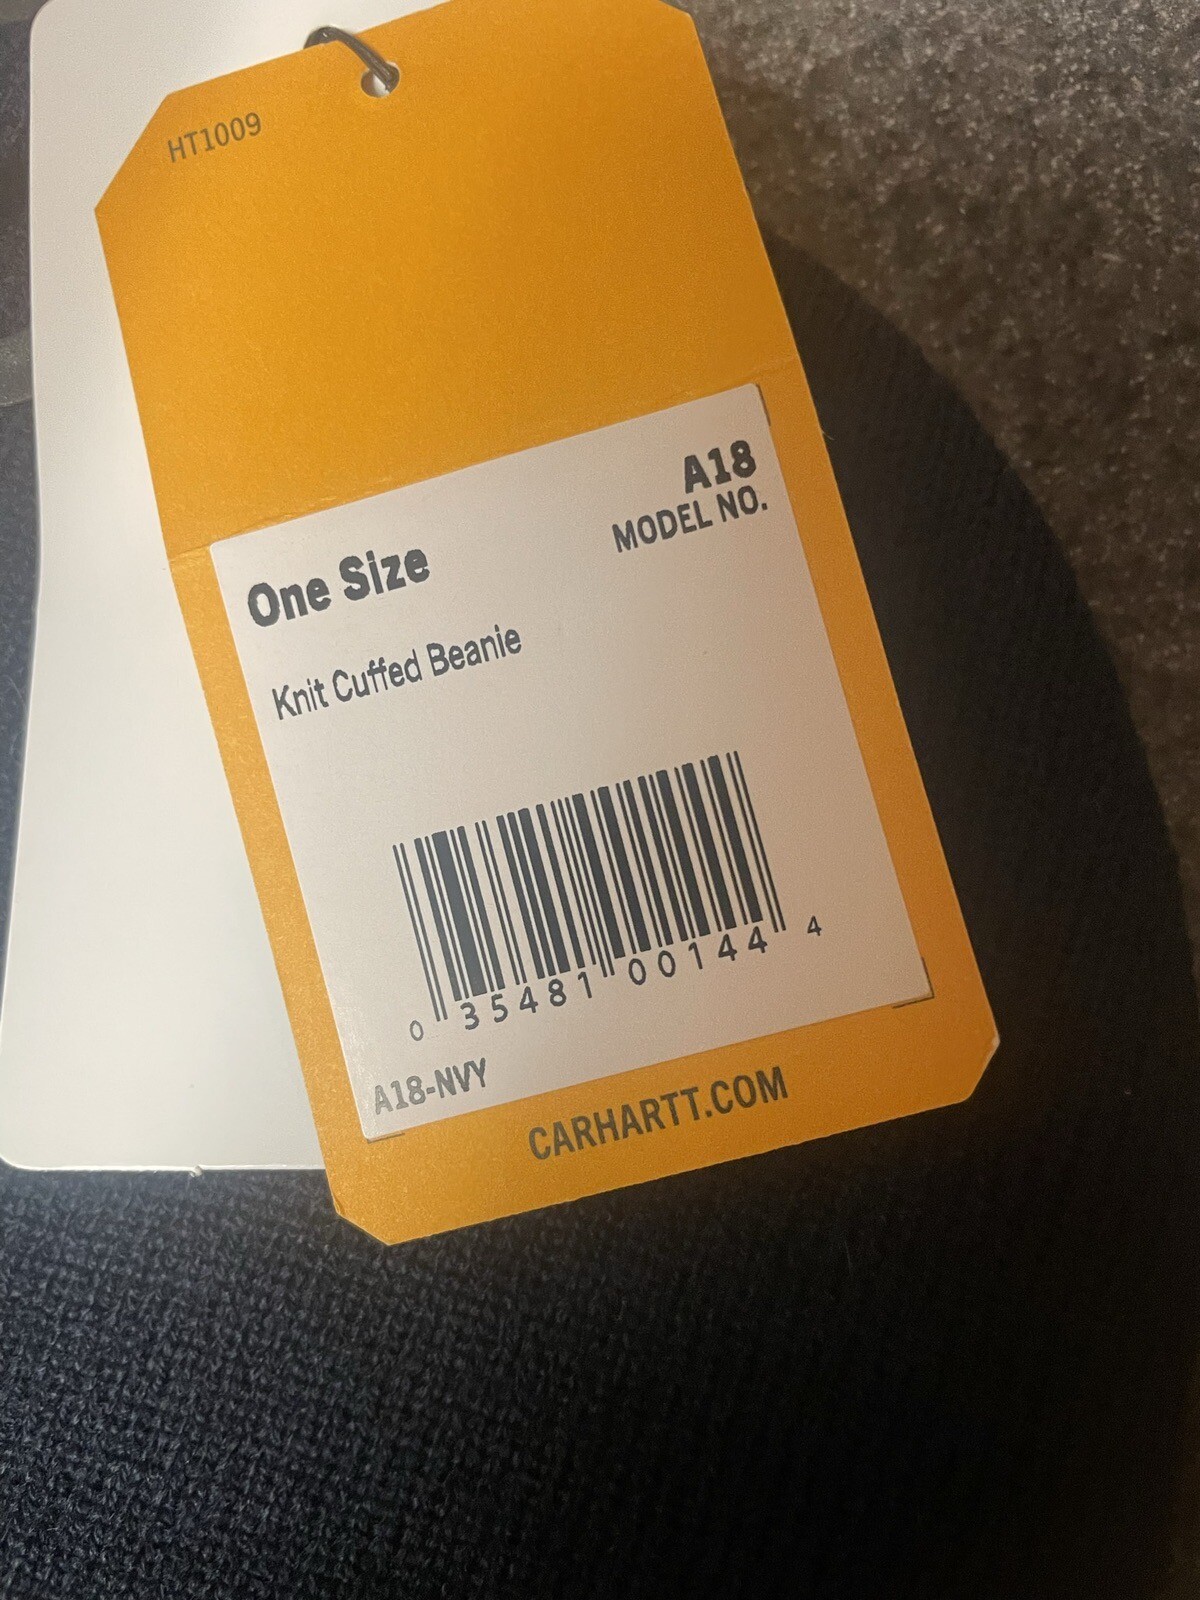 HT1009
A18
MODEL NO.
One Size
Knit Cuffed Beanie
0 35481 00144 4
A18-NVY
CARHARTT.COM